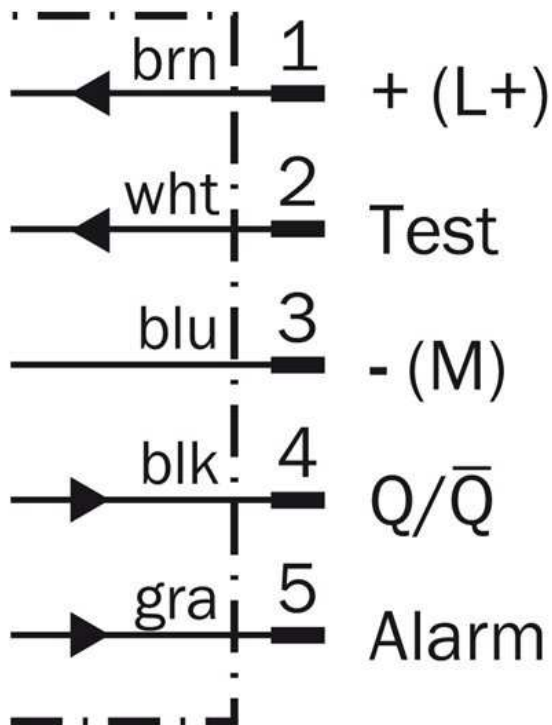 brn 1 + (L+)
wht 2 Test
blu 3 - (M)
blk 4 Q/Q̅
gra 5 Alarm